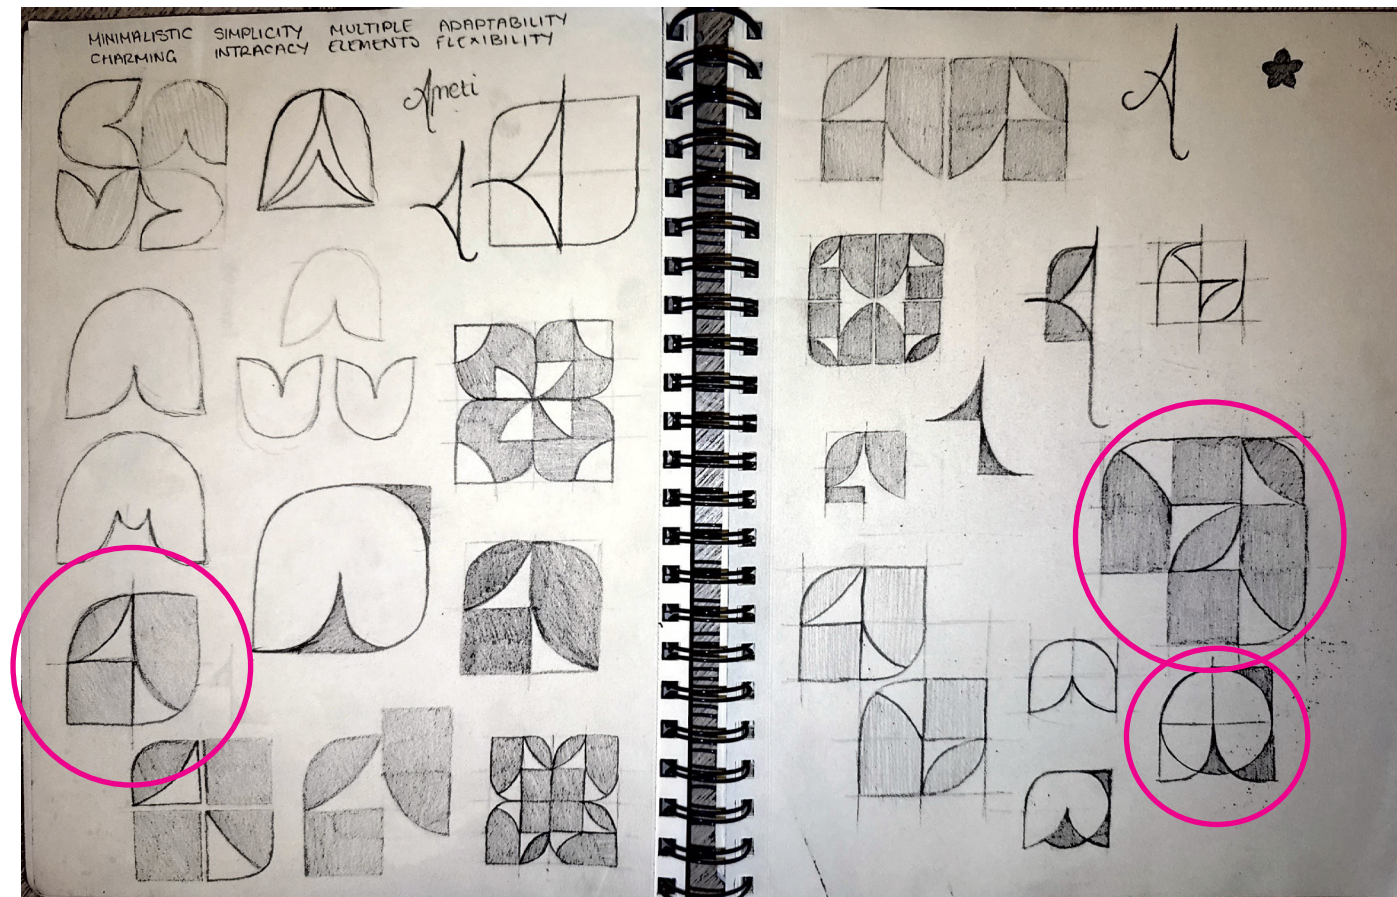 MINIMALISTIC SIMPLICITY MULTIPLE ADAPTABILITY
CHARMING INTRACACY ELEMENTS FLEXIBILITY
Ameti
A